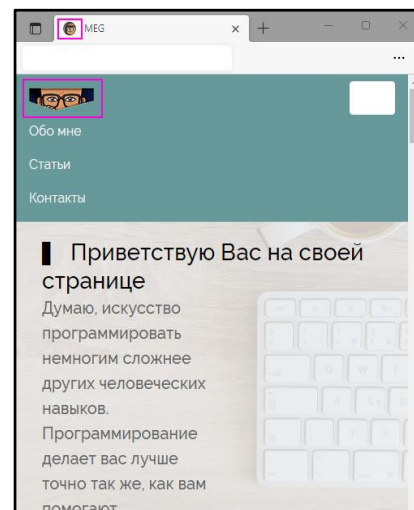 MEG
Обо мне
Статьи
Контакты
Приветствую Вас на своей
странице
Думаю, искусство
программировать
немногим сложнее
других человеческих
навыков.
Программирование
делает вас лучше
точно так же, как вам
помогают